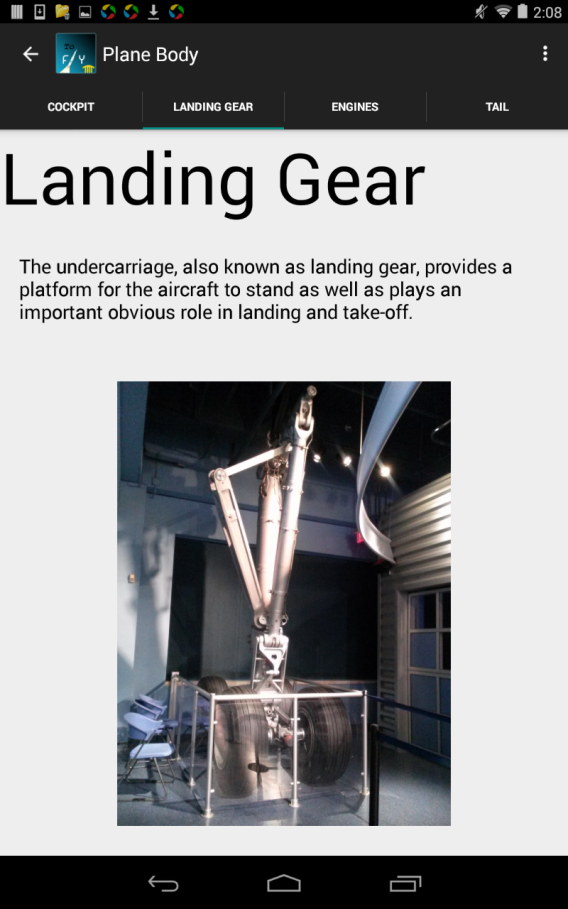 2:08
To
FLY
Plane Body
COCKPIT
LANDING GEAR
ENGINES
TAIL
Landing Gear
The undercarriage, also known as landing gear, provides a
platform for the aircraft to stand as well as plays an
important obvious role in landing and take-off.